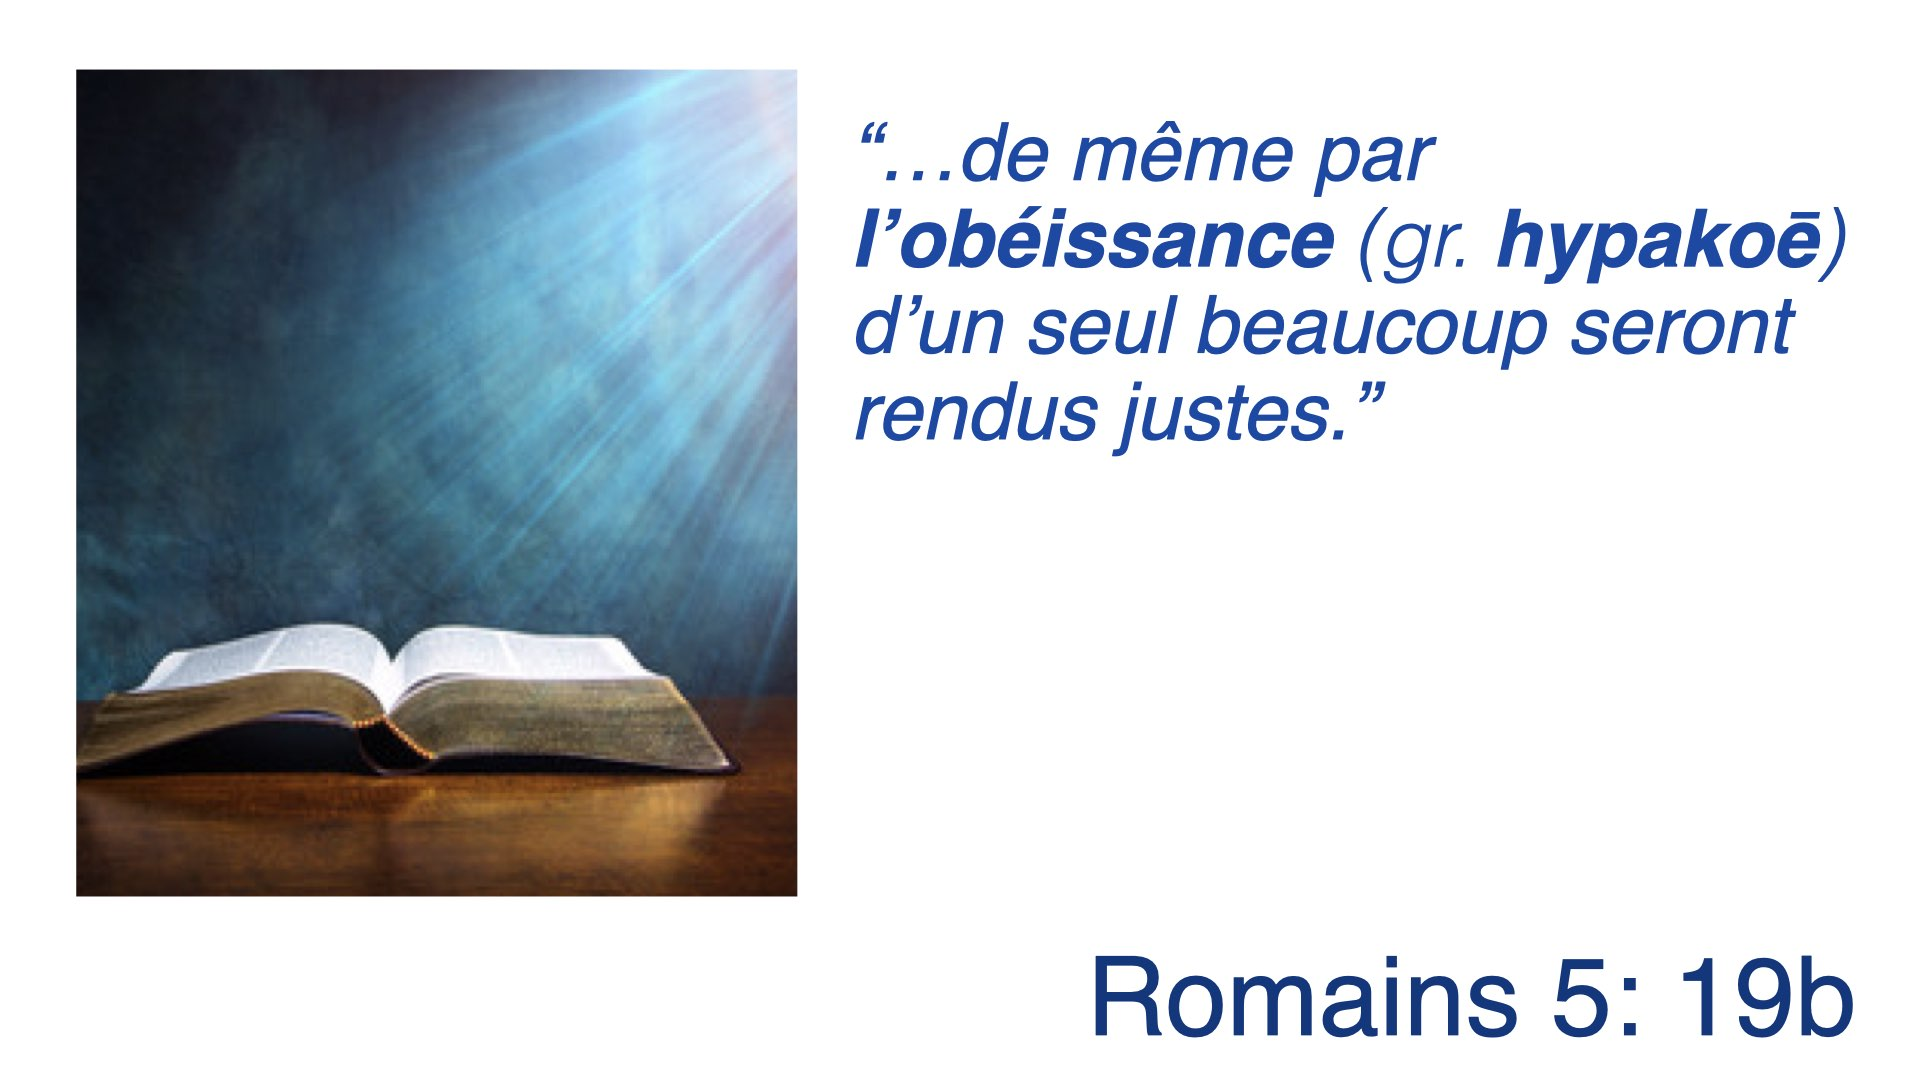 “…de même par
l’obéissance (gr. hypakoē)
d’un seul beaucoup seront
rendus justes.”
Romains 5: 19b